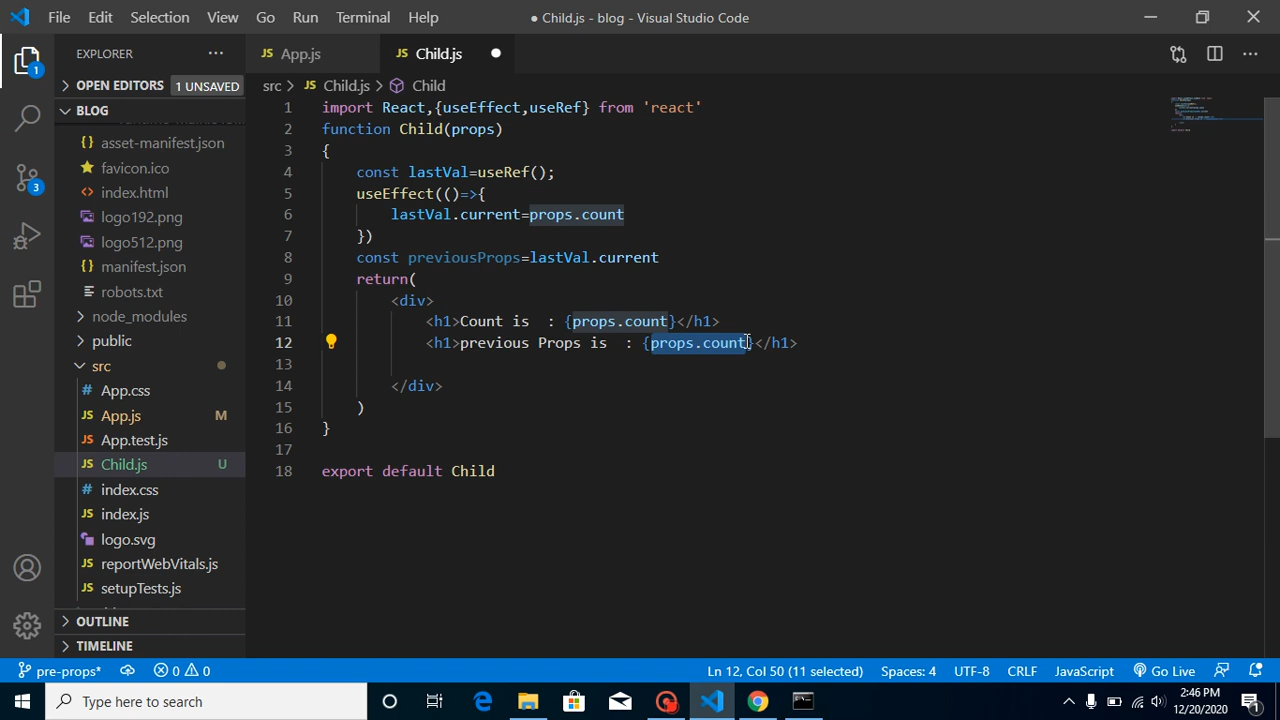 File Edit Selection View Go Run Terminal Help
● Child.js - blog - Visual Studio Code
EXPLORER ···
OPEN EDITORS 1 UNSAVED
BLOG
asset-manifest.json
favicon.ico
index.html
logo192.png
logo512.png
manifest.json
robots.txt
node_modules
public
src
App.css
App.js M
App.test.js
Child.js U
index.css
index.js
logo.svg
reportWebVitals.js
setupTests.js
OUTLINE
TIMELINE
1
3
JS App.js
JS Child.js ●
src > JS Child.js > Child
1 import React,{useEffect,useRef} from 'react'
2 function Child(props)
3 {
4 const lastVal=useRef();
5 useEffect(()=>{
6 lastVal.current=props.count
7 })
8 const previousProps=lastVal.current
9 return(
10 <div>
11 <h1>Count is  : {props.count}</h1>
12 <h1>previous Props is  : {props.count}</h1>
13
14 </div>
15 )
16 }
17
18 export default Child
pre-props* 0 0 Ln 12, Col 50 (11 selected) Spaces: 4 UTF-8 CRLF JavaScript Go Live
Type here to search
2:46 PM
12/20/2020
1